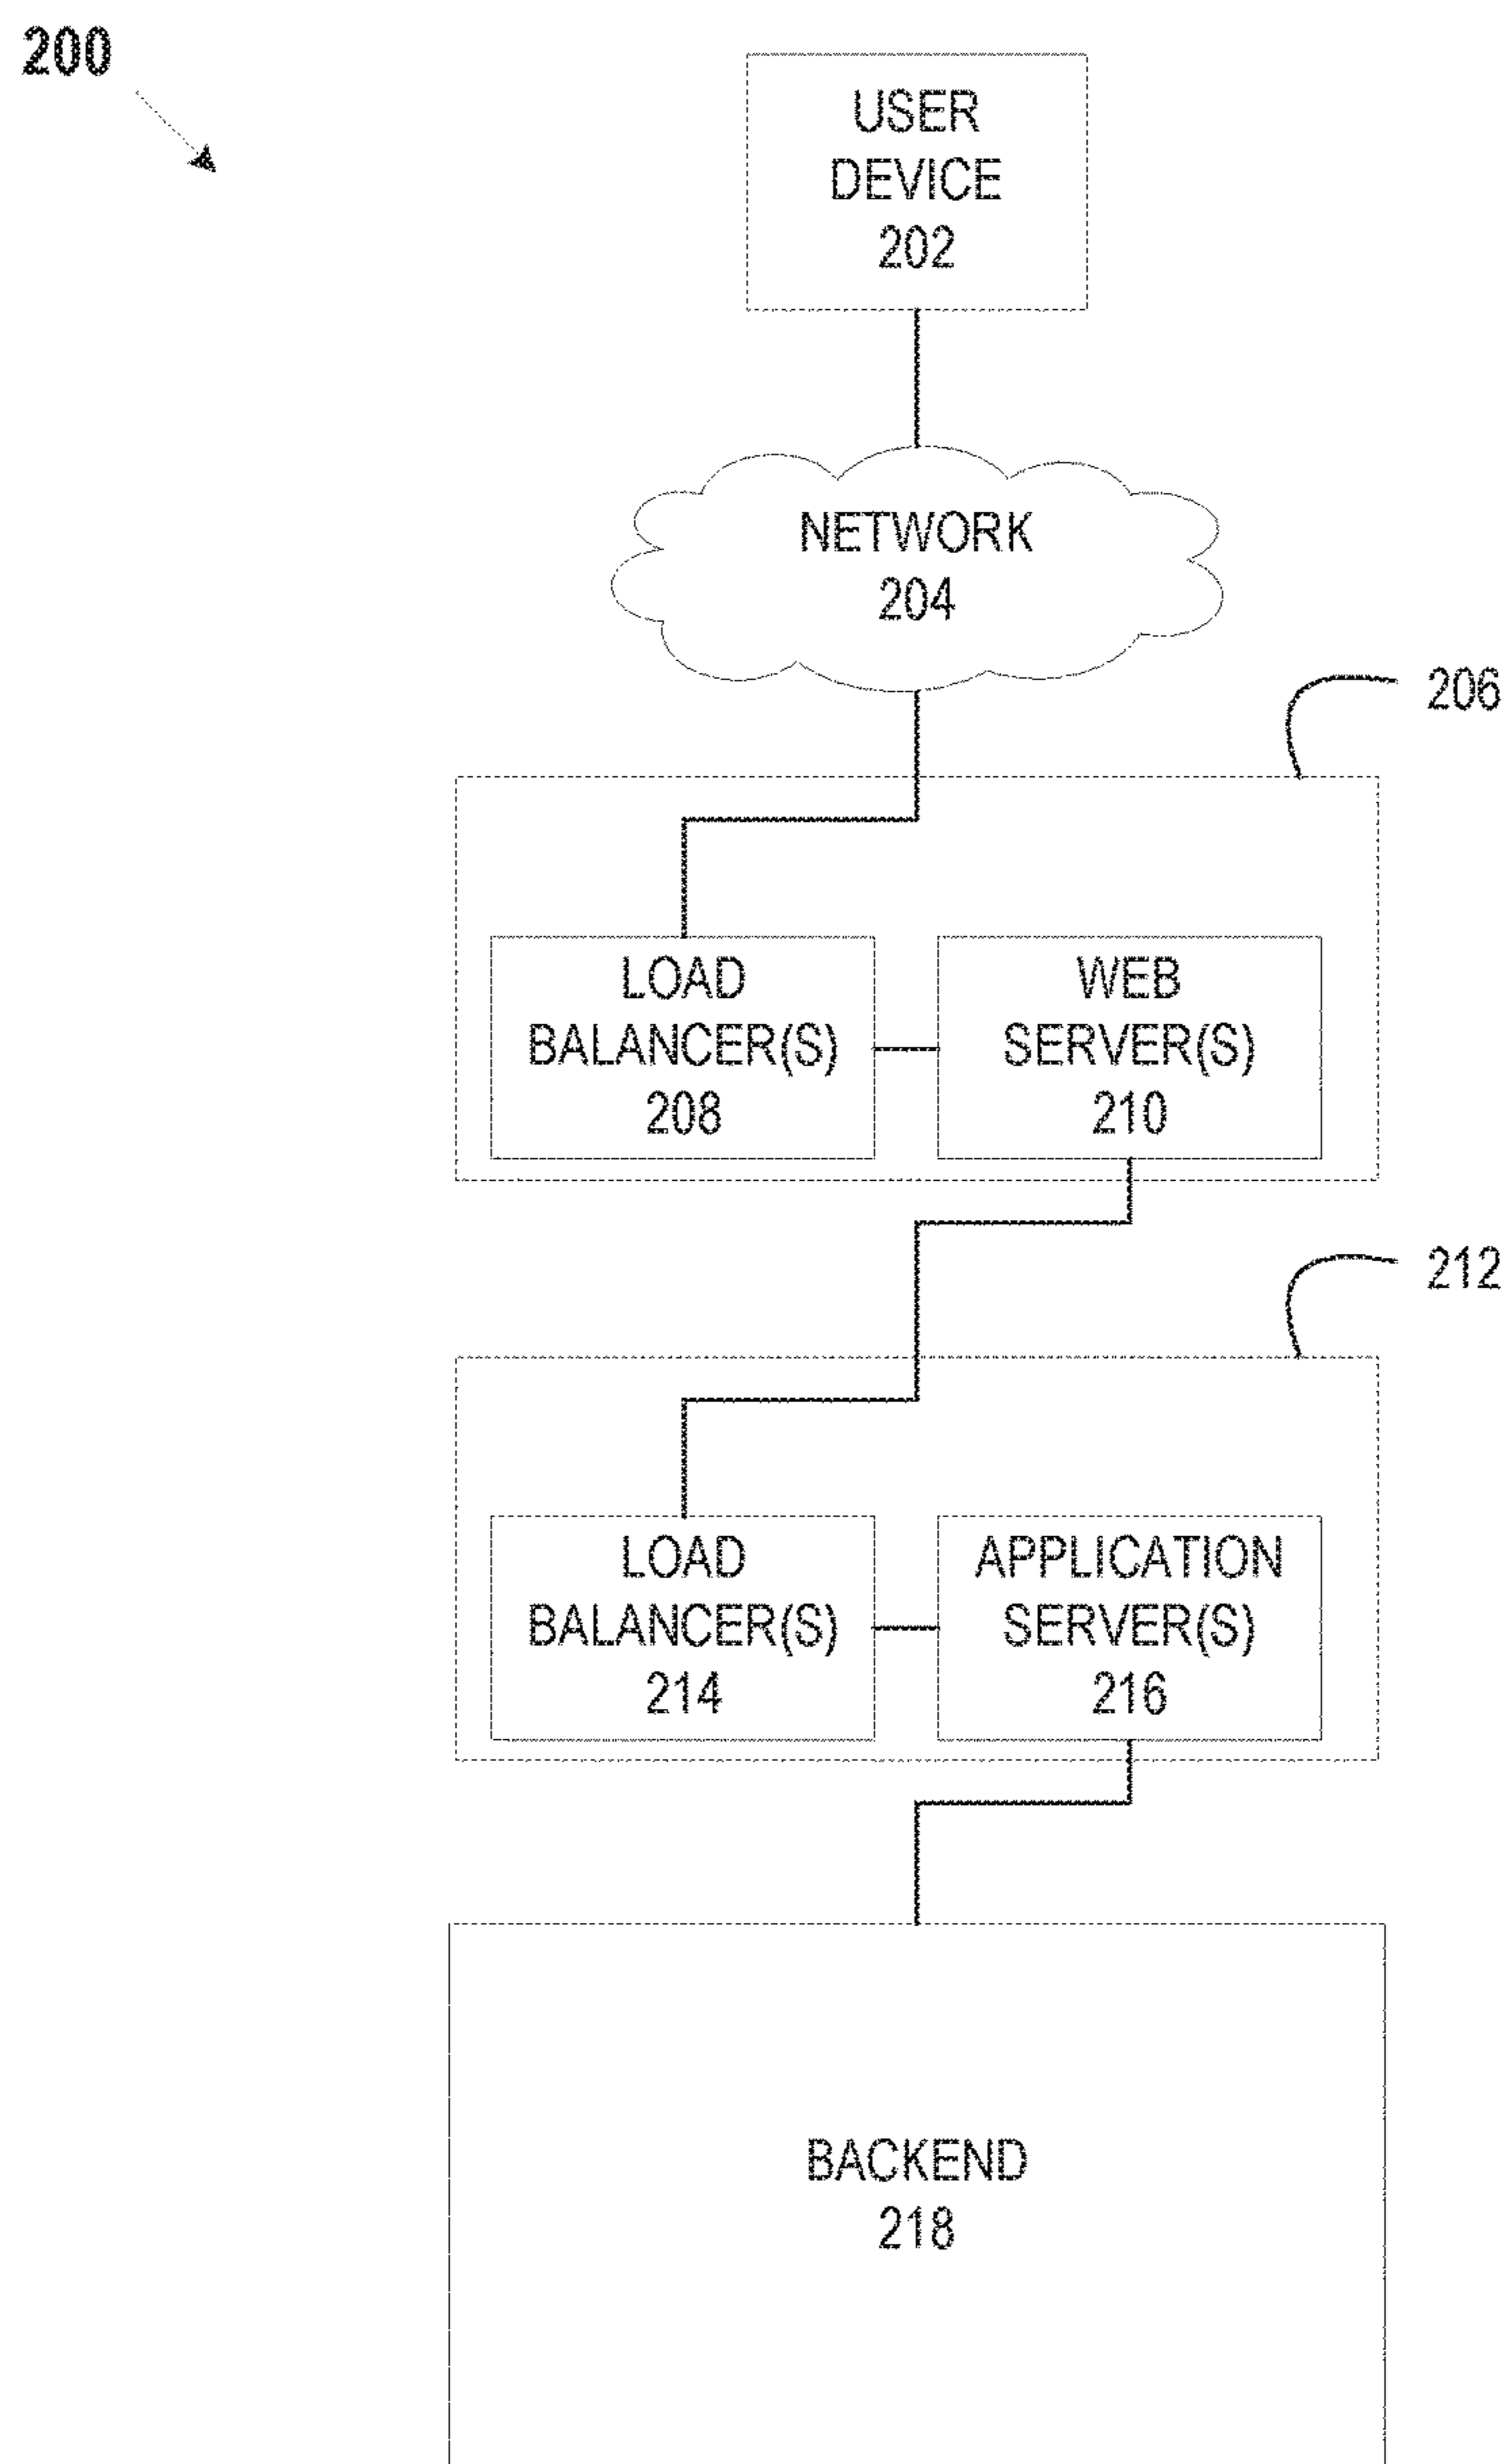 200
USER
DEVICE
202
NETWORK
204
206
LOAD
BALANCER(S)
208
WEB
SERVER(S)
210
212
LOAD
BALANCER(S)
214
APPLICATION
SERVER(S)
216
BACKEND
218